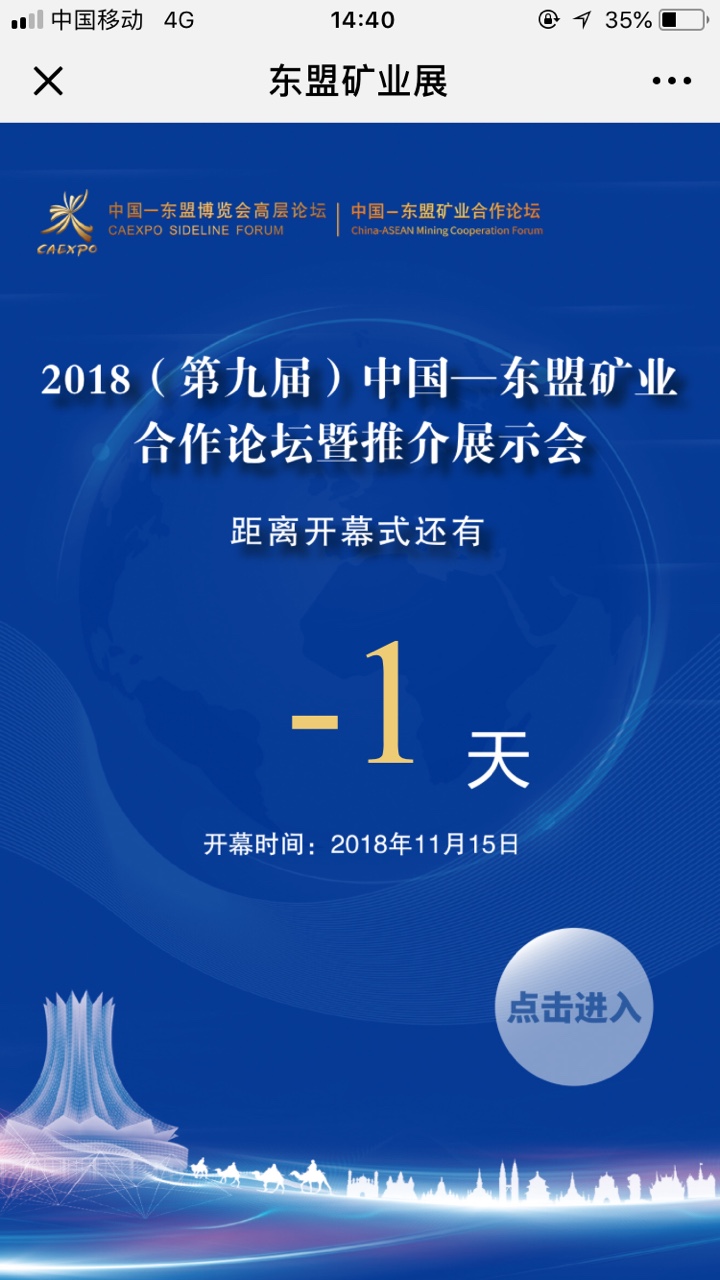 中国移动 4G 14:40 35%
东盟矿业展
中国—东盟博览会高层论坛 中国—东盟矿业合作论坛
CAEXPO CAEXPO SIDELINE FORUM China-ASEAN Mining Cooperation Forum
2018（第九届）中国—东盟矿业
合作论坛暨推介展示会
距离开幕式还有
-1 天
开幕时间：2018年11月15日
点击进入